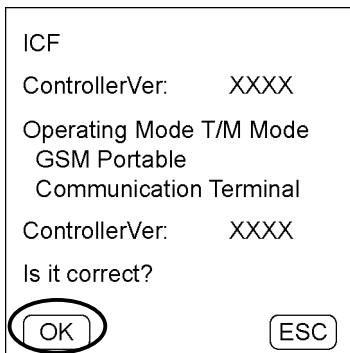 ICF
ControllerVer: XXXX
Operating Mode T/M Mode
GSM Portable
Communication Terminal
ControllerVer: XXXX
Is it correct?
OK ESC